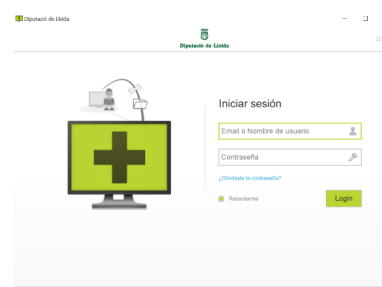 Diputació de Lleida
Diputació de Lleida
Iniciar sesión
Email o Nombre de usuario
Contraseña
¿Olvidaste la contraseña?
Recordarme
Login